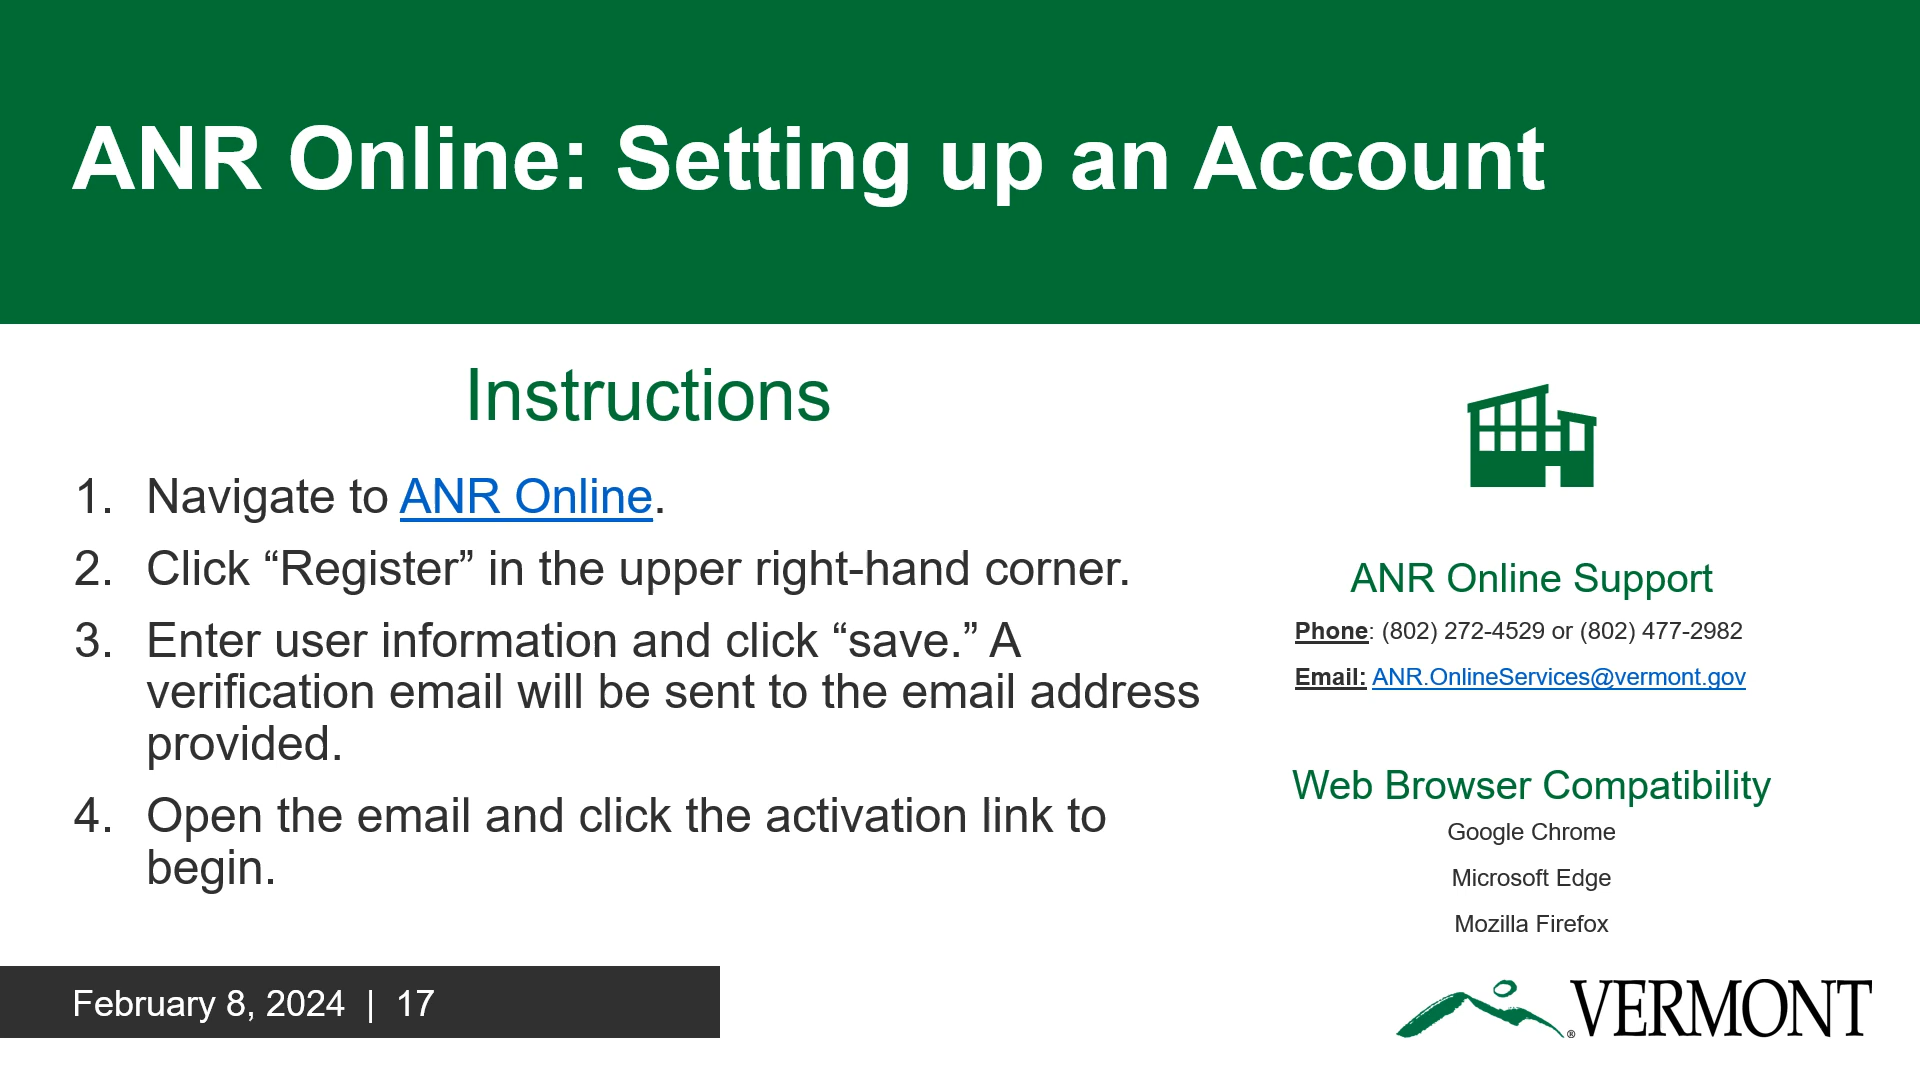 ANR Online: Setting up an Account
Instructions
1. Navigate to ANR Online.
2. Click “Register” in the upper right-hand corner.
3. Enter user information and click “save.” A
verification email will be sent to the email address
provided.
4. Open the email and click the activation link to
begin.
ANR Online Support
Phone: (802) 272-4529 or (802) 477-2982
Email: ANR.OnlineServices@vermont.gov
Web Browser Compatibility
Google Chrome
Microsoft Edge
Mozilla Firefox
February 8, 2024 | 17
® VERMONT